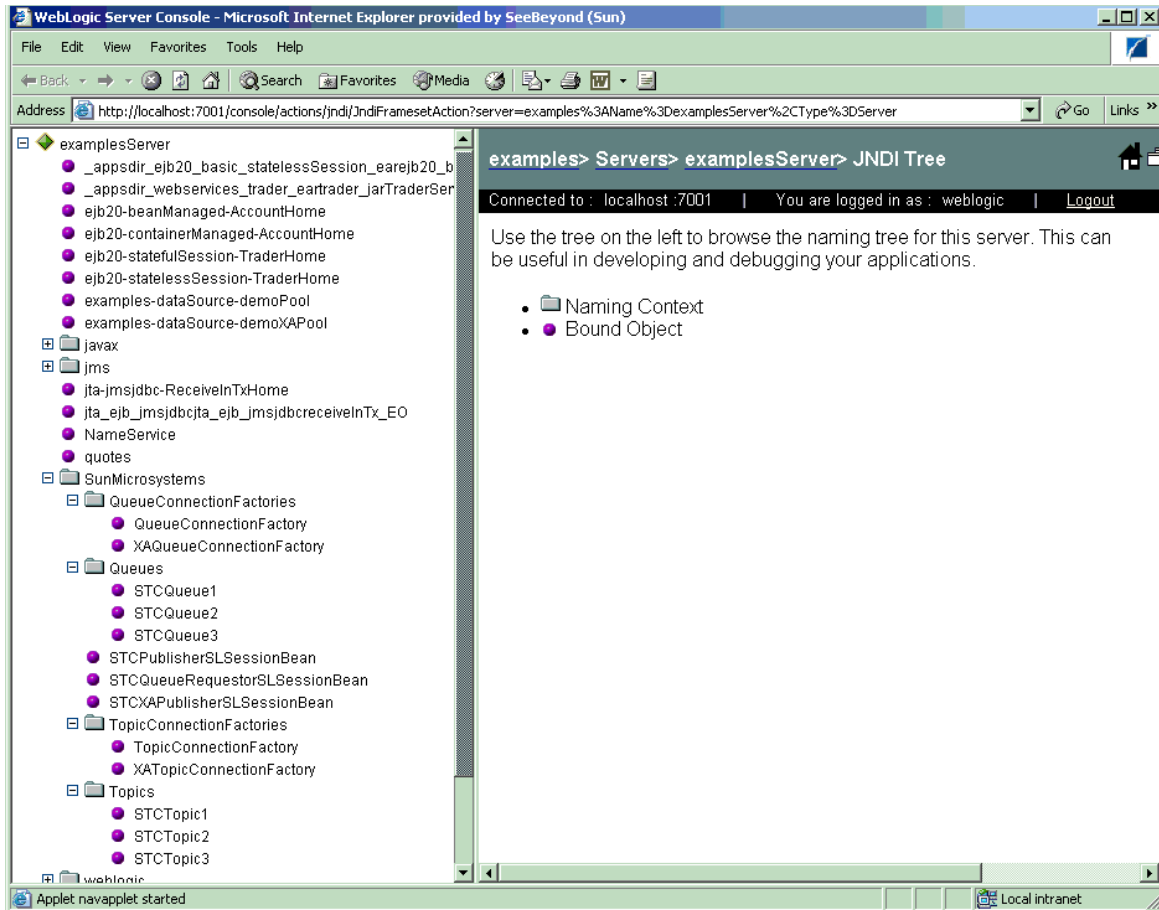 WebLogic Server Console - Microsoft Internet Explorer provided by SeeBeyond (Sun)
File Edit View Favorites Tools Help
Back Search Favorites Media
Address http://localhost:7001/console/actions/jndi/JndiFramesetAction?server=examples%3AName%3DexamplesServer%2CType%3DServer Go Links »
examplesServer
_appsdir_ejb20_basic_statelessSession_earejb20_b
_appsdir_webservices_trader_eartrader_jarTraderSer
ejb20-beanManaged-AccountHome
ejb20-containerManaged-AccountHome
ejb20-statefulSession-TraderHome
ejb20-statelessSession-TraderHome
examples-dataSource-demoPool
examples-dataSource-demoXAPool
javax
jms
jta-jmsjdbc-ReceiveInTxHome
jta_ejb_jmsjdbcjta_ejb_jmsjdbcreceiveInTx_EO
NameService
quotes
SunMicrosystems
QueueConnectionFactories
QueueConnectionFactory
XAQueueConnectionFactory
Queues
STCQueue1
STCQueue2
STCQueue3
STCPublisherSLSessionBean
STCQueueRequestorSLSessionBean
STCXAPublisherSLSessionBean
TopicConnectionFactories
TopicConnectionFactory
XATopicConnectionFactory
Topics
STCTopic1
STCTopic2
STCTopic3
weblogic
examples> Servers> examplesServer> JNDI Tree
Connected to : localhost :7001 | You are logged in as : weblogic | Logout
Use the tree on the left to browse the naming tree for this server. This can
be useful in developing and debugging your applications.
Naming Context
Bound Object
Applet navapplet started Local intranet